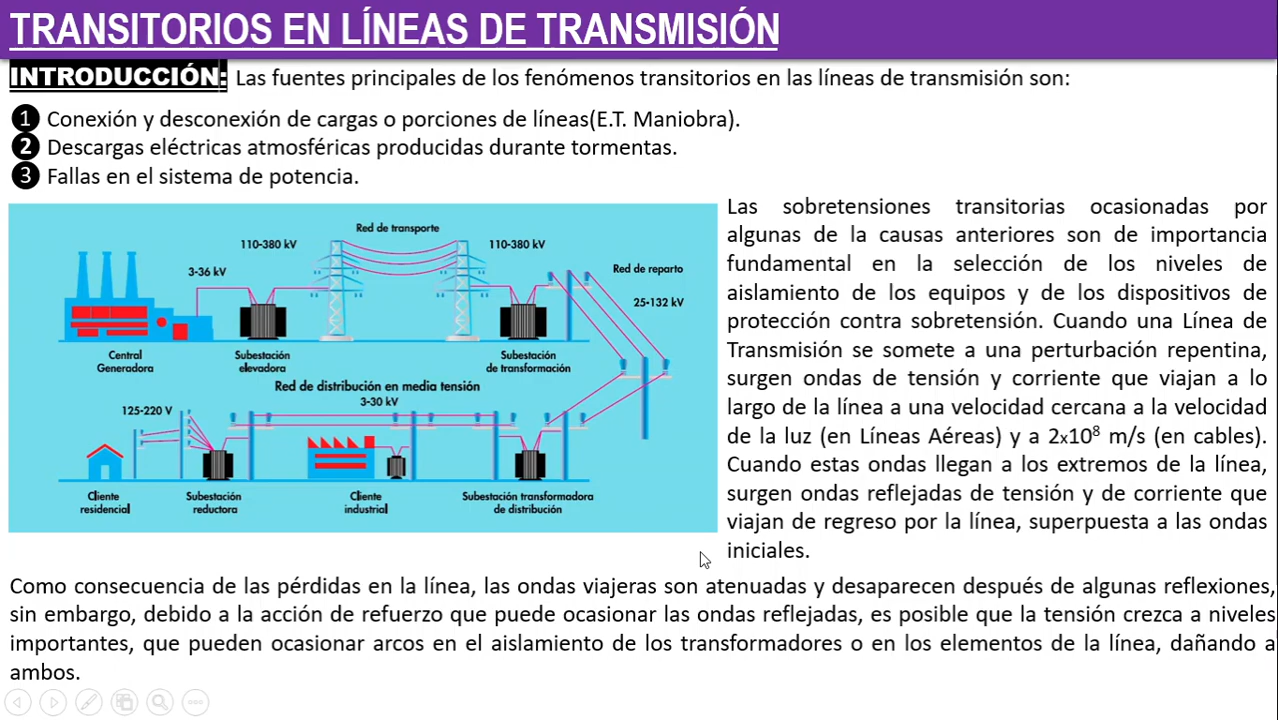 TRANSITORIOS EN LÍNEAS DE TRANSMISIÓN
INTRODUCCIÓN: Las fuentes principales de los fenómenos transitorios en las líneas de transmisión son:
❶ Conexión y desconexión de cargas o porciones de líneas(E.T. Maniobra).
❷ Descargas eléctricas atmosféricas producidas durante tormentas.
❸ Fallas en el sistema de potencia.
Red de transporte
110-380 kV
110-380 kV
3-36 kV
Red de reparto
25-132 kV
Central
Generadora
Subestación
elevadora
Subestación
de transformación
Red de distribución en media tensión
3-30 kV
125-220 V
Cliente
residencial
Subestación
reductora
Cliente
industrial
Subestación transformadora
de distribución
Las sobretensiones transitorias ocasionadas por
algunas de la causas anteriores son de importancia
fundamental en la selección de los niveles de
aislamiento de los equipos y de los dispositivos de
protección contra sobretensión. Cuando una Línea de
Transmisión se somete a una perturbación repentina,
surgen ondas de tensión y corriente que viajan a lo
largo de la línea a una velocidad cercana a la velocidad
de la luz (en Líneas Aéreas) y a 2x10⁸ m/s (en cables).
Cuando estas ondas llegan a los extremos de la línea,
surgen ondas reflejadas de tensión y de corriente que
viajan de regreso por la línea, superpuesta a las ondas
iniciales.
Como consecuencia de las pérdidas en la línea, las ondas viajeras son atenuadas y desaparecen después de algunas reflexiones,
sin embargo, debido a la acción de refuerzo que puede ocasionar las ondas reflejadas, es posible que la tensión crezca a niveles
importantes, que pueden ocasionar arcos en el aislamiento de los transformadores o en los elementos de la línea, dañando a
ambos.